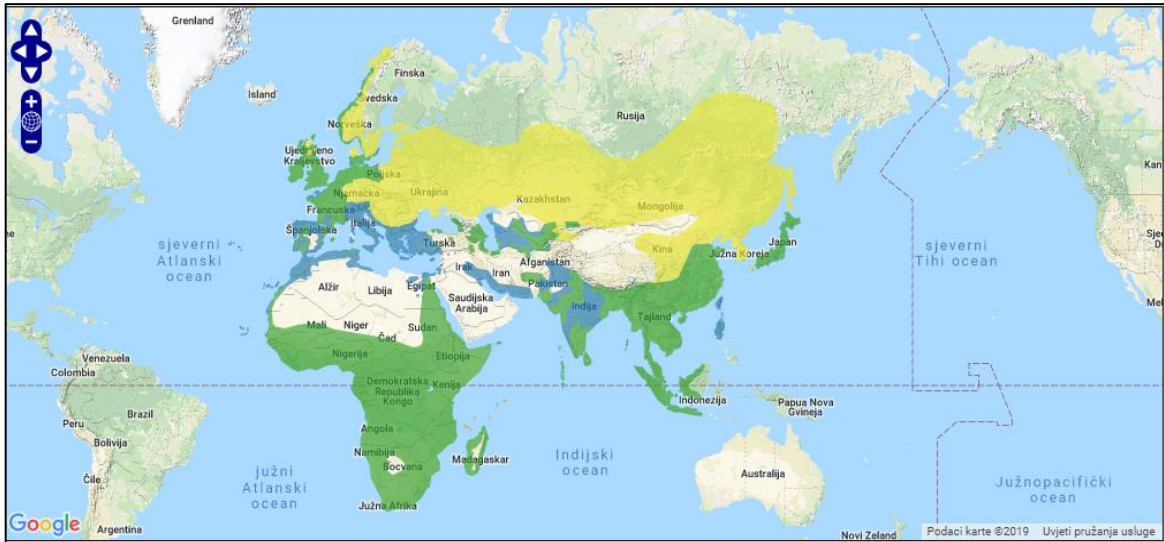 Grenland
Island
Finska
Švedska
Norveška
Rusija
Ujedinjeno
Kraljevstvo
Poljska
Njemačka
Ukrajina
Francuska
Kazakhstan
Mongolija
Italija
Španjolska
Turska
Kina
Južna Koreja
Japan
Afganistan
Irak
Iran
Pakistan
Alžir
Libija
Egipat
Saudijska
Arabija
Indija
Tajland
Mali
Niger
Čad
Sudan
Nigerija
Etiopija
Demokratska
Republika
Kongo
Kenija
Angola
Namibija
Bocvana
Madagaskar
Južna Afrika
Indonezija
Papua Nova
Gvineja
Australija
Novi Zeland
Venezuela
Kolumbija
Brazil
Peru
Bolivija
Čile
Argentina
Kan
sjeverni
Atlanski
ocean
sjeverni
Tihi ocean
južni
Atlanski
ocean
Indijski
ocean
Južnopacifički
ocean
Google
Podaci karte ©2019 Uvjeti pružanja usluge